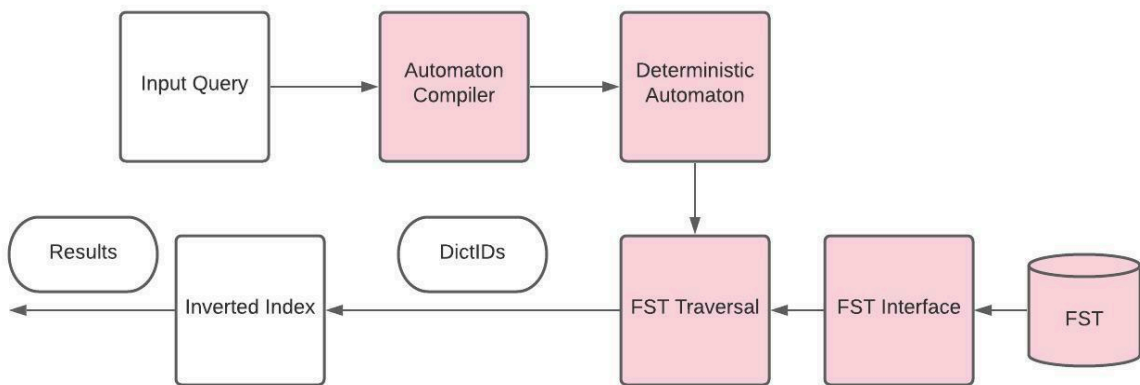 Input Query
Automaton
Compiler
Deterministic
Automaton
Results
DictIDs
Inverted Index
FST Traversal
FST Interface
FST